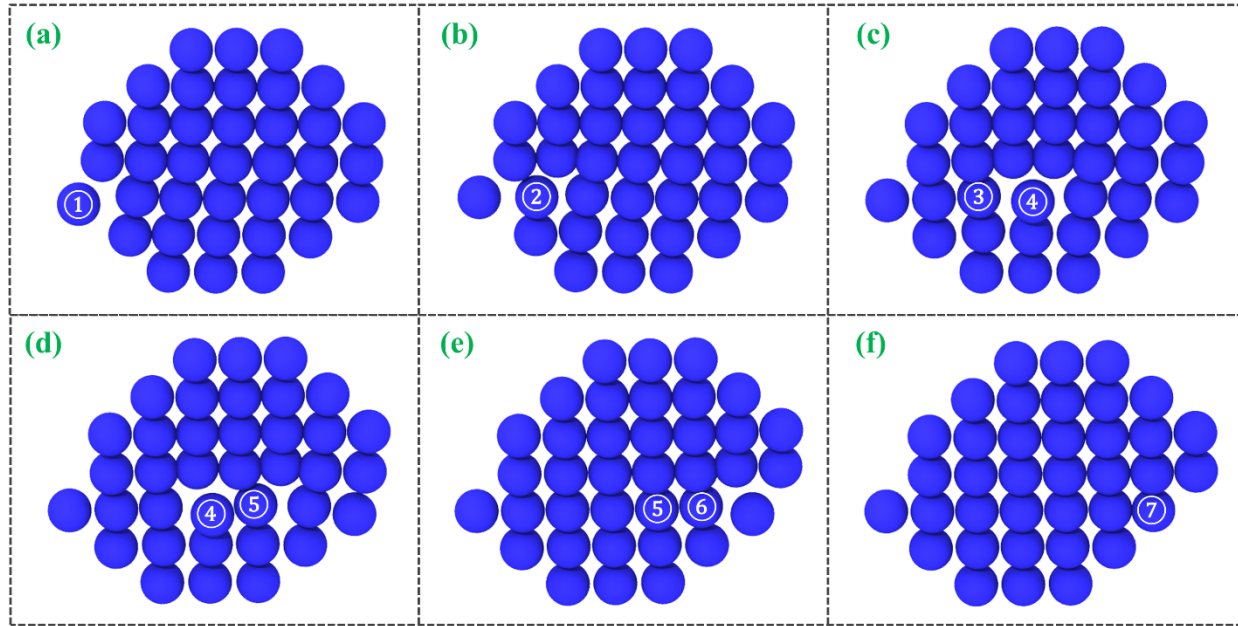 (a)
①
(b)
②
(c)
③ ④
(d)
④ ⑤
(e)
⑤ ⑥
(f)
⑦